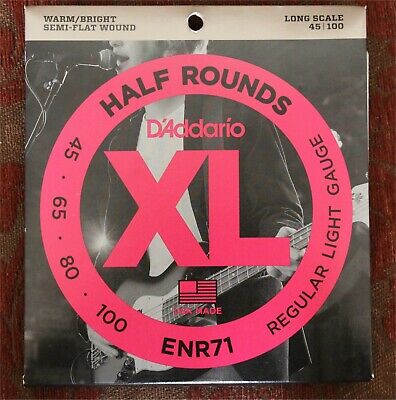 WARM/BRIGHT
SEMI-FLAT WOUND
LONG SCALE
45 | 100
HALF ROUNDS
D'Addario
XL
45 • 65 • 80 • 100
REGULAR LIGHT GAUGE
USA MADE
ENR71